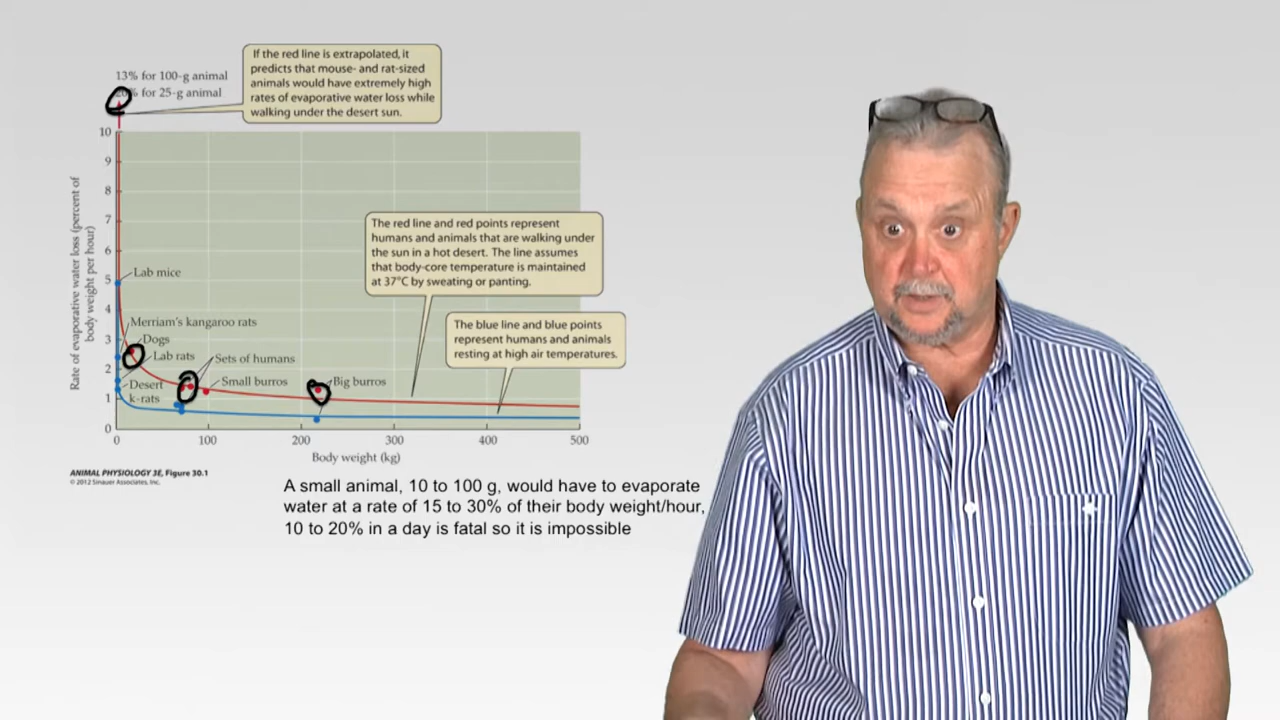 If the red line is extrapolated, it
predicts that mouse- and rat-sized
animals would have extremely high
rates of evaporative water loss while
walking under the desert sun.
13% for 100-g animal
20% for 25-g animal
10
9
8
7
6
5
4
3
2
1
0
Rate of evaporative water loss (percent of
body weight per hour)
The red line and red points represent
humans and animals that are walking under
the sun in a hot desert. The line assumes
that body-core temperature is maintained
at 37°C by sweating or panting.
Lab mice
The blue line and blue points
represent humans and animals
resting at high air temperatures.
Merriam's kangaroo rats
Dogs
Lab rats
Sets of humans
Small burros
Big burros
Desert
k-rats
0 100 200 300 400 500
Body weight (kg)
ANIMAL PHYSIOLOGY 3E, Figure 30.1
© 2012 Sinauer Associates, Inc.
A small animal, 10 to 100 g, would have to evaporate
water at a rate of 15 to 30% of their body weight/hour,
10 to 20% in a day is fatal so it is impossible